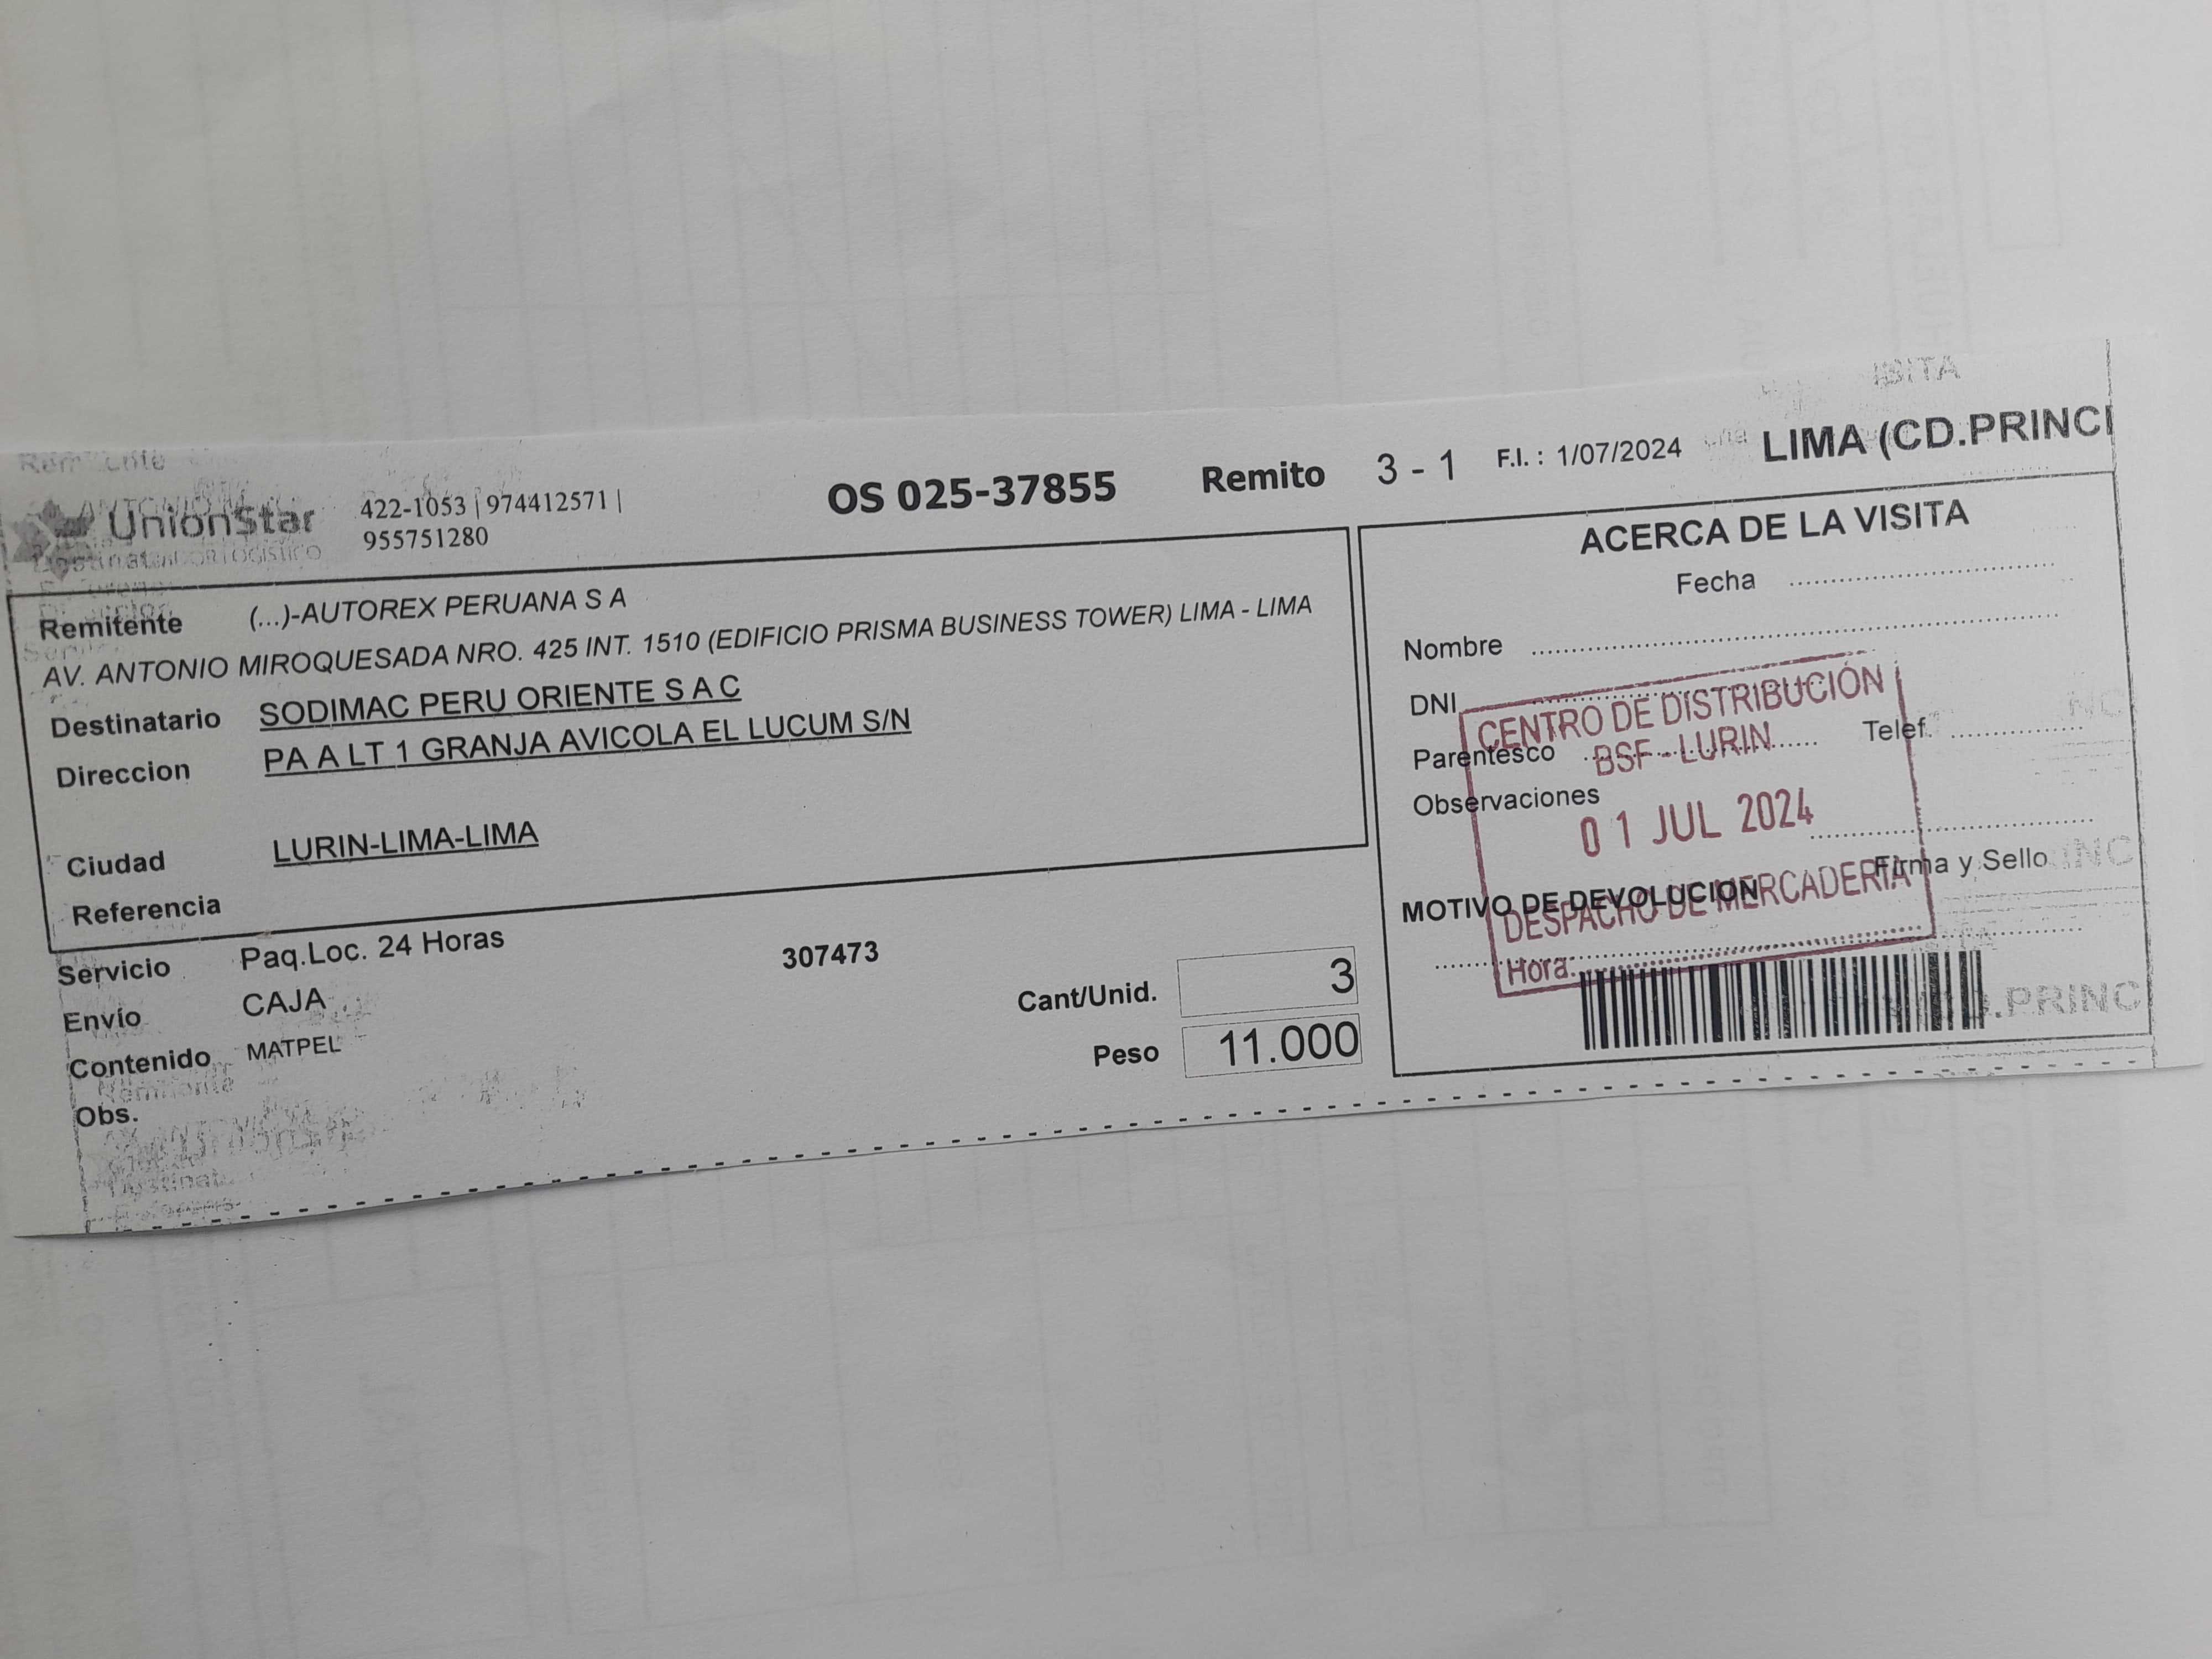 UnionStar
422-1053 | 974412571 |
955751280
OS 025-37855
Remito 3 - 1
F.I. : 1/07/2024
LIMA (CD.PRINCI
Remitente (...)-AUTOREX PERUANA S A
AV. ANTONIO MIROQUESADA NRO. 425 INT. 1510 (EDIFICIO PRISMA BUSINESS TOWER) LIMA - LIMA
Destinatario SODIMAC PERU ORIENTE S A C
Direccion PA A LT 1 GRANJA AVICOLA EL LUCUM S/N
Ciudad LURIN-LIMA-LIMA
Referencia
Servicio Paq.Loc. 24 Horas 307473
Envío CAJA
Contenido MATPEL
Obs.
Cant/Unid. 3
Peso 11.000
ACERCA DE LA VISITA
Fecha
Nombre
DNI
Parentesco Telef.
Observaciones
Firma y Sello
MOTIVO DE DEVOLUCION
CENTRO DE DISTRIBUCIÓN
BSF - LURIN
01 JUL 2024
DESPACHO DE MERCADERIA
Hora: